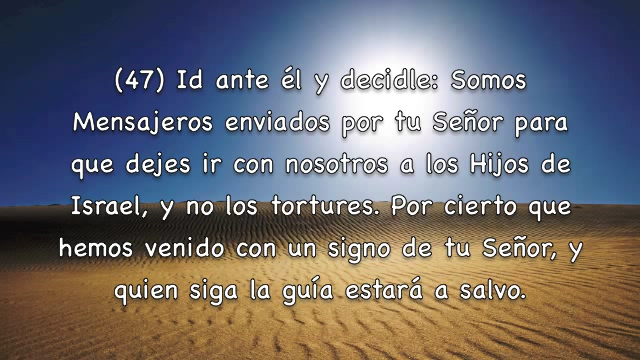 (47) Id ante él y decidle: Somos
Mensajeros enviados por tu Señor para
que dejes ir con nosotros a los Hijos de
Israel, y no los tortures. Por cierto que
hemos venido con un signo de tu Señor, y
quien siga la guía estará a salvo.